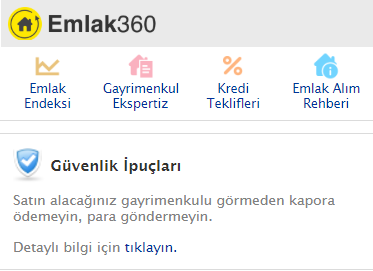 Emlak360
Emlak Endeksi
Gayrimenkul Ekspertiz
Kredi Teklifleri
Emlak Alım Rehberi
Güvenlik İpuçları
Satın alacağınız gayrimenkulu görmeden kapora
ödemeyin, para göndermeyin.
Detaylı bilgi için tıklayın.